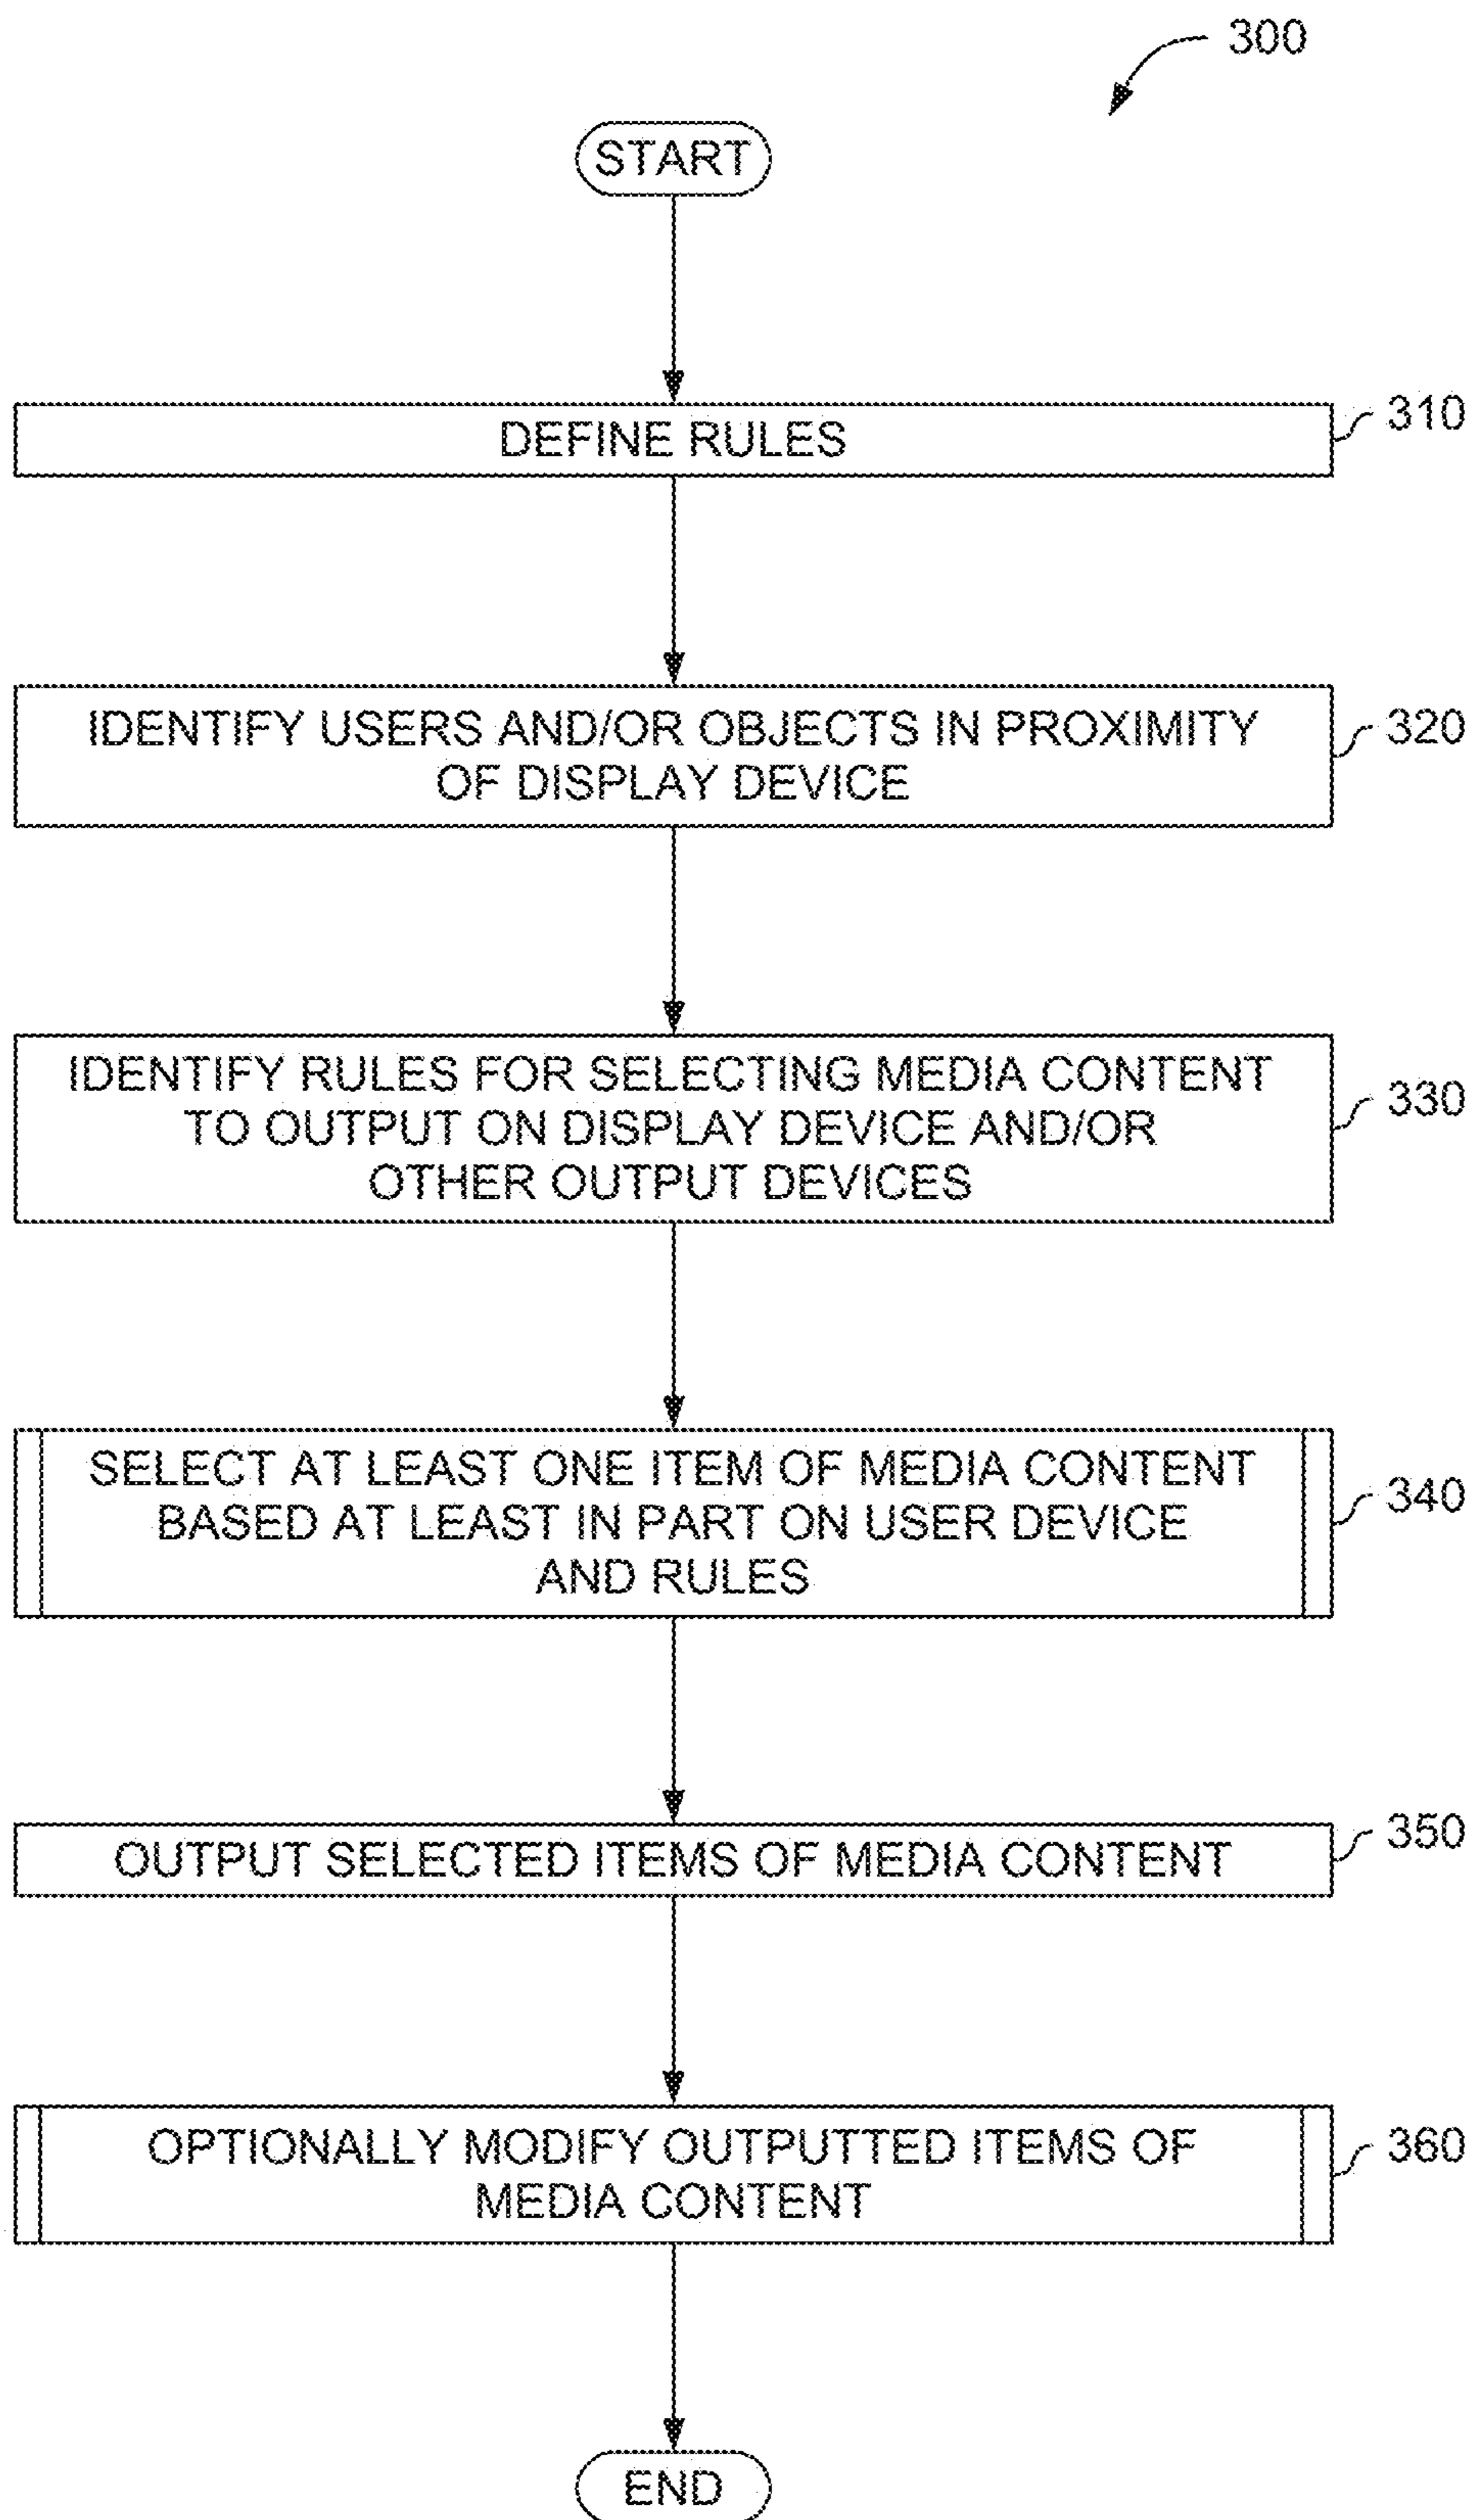 300
START
DEFINE RULES
310
IDENTIFY USERS AND/OR OBJECTS IN PROXIMITY
OF DISPLAY DEVICE
320
IDENTIFY RULES FOR SELECTING MEDIA CONTENT
TO OUTPUT ON DISPLAY DEVICE AND/OR
OTHER OUTPUT DEVICES
330
SELECT AT LEAST ONE ITEM OF MEDIA CONTENT
BASED AT LEAST IN PART ON USER DEVICE
AND RULES
340
OUTPUT SELECTED ITEMS OF MEDIA CONTENT
350
OPTIONALLY MODIFY OUTPUTTED ITEMS OF
MEDIA CONTENT
360
END